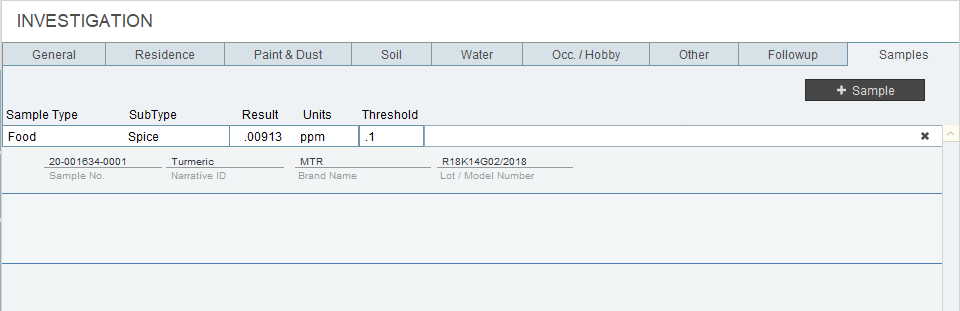 INVESTIGATION
General Residence Paint & Dust Soil Water Occ. / Hobby Other Followup Samples
+ Sample
Sample Type SubType Result Units Threshold
Food Spice .00913 ppm .1
20-001634-0001 Turmeric MTR R18K14G02/2018
Sample No. Narrative ID Brand Name Lot / Model Number